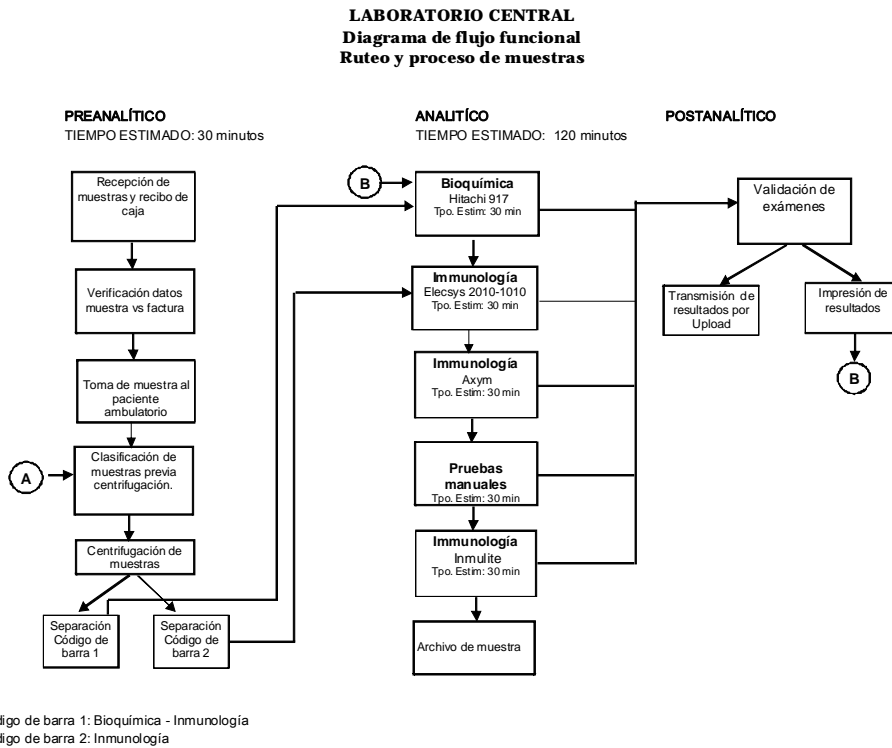 LABORATORIO CENTRAL
Diagrama de flujo funcional
Ruteo y proceso de muestras
PREANALÍTICO
TIEMPO ESTIMADO: 30 minutos
Recepción de
muestras y recibo de
caja
Verificación datos
muestra vs factura
Toma de muestra al
paciente
ambulatorio
A
Clasificación de
muestras previa
centrifugación.
Centrifugación de
muestras
Separación
Código de
barra 1
Separación
Código de
barra 2
ANALITÍCO
TIEMPO ESTIMADO: 120 minutos
B
Bioquímica
Hitachi 917
Tpo. Estim: 30 min
Immunología
Elecsys 2010-1010
Tpo. Estim: 30 min
Immunología
Axym
Tpo. Estim: 30 min
Pruebas
manuales
Tpo. Estim: 30 min
Immunología
Inmulite
Tpo. Estim: 30 min
Archivo de muestra
POSTANALÍTICO
Validación de
exámenes
Transmisión de
resultados por
Upload
Impresión de
resultados
B
digo de barra 1: Bioquímica - Inmunología
digo de barra 2: Inmunología